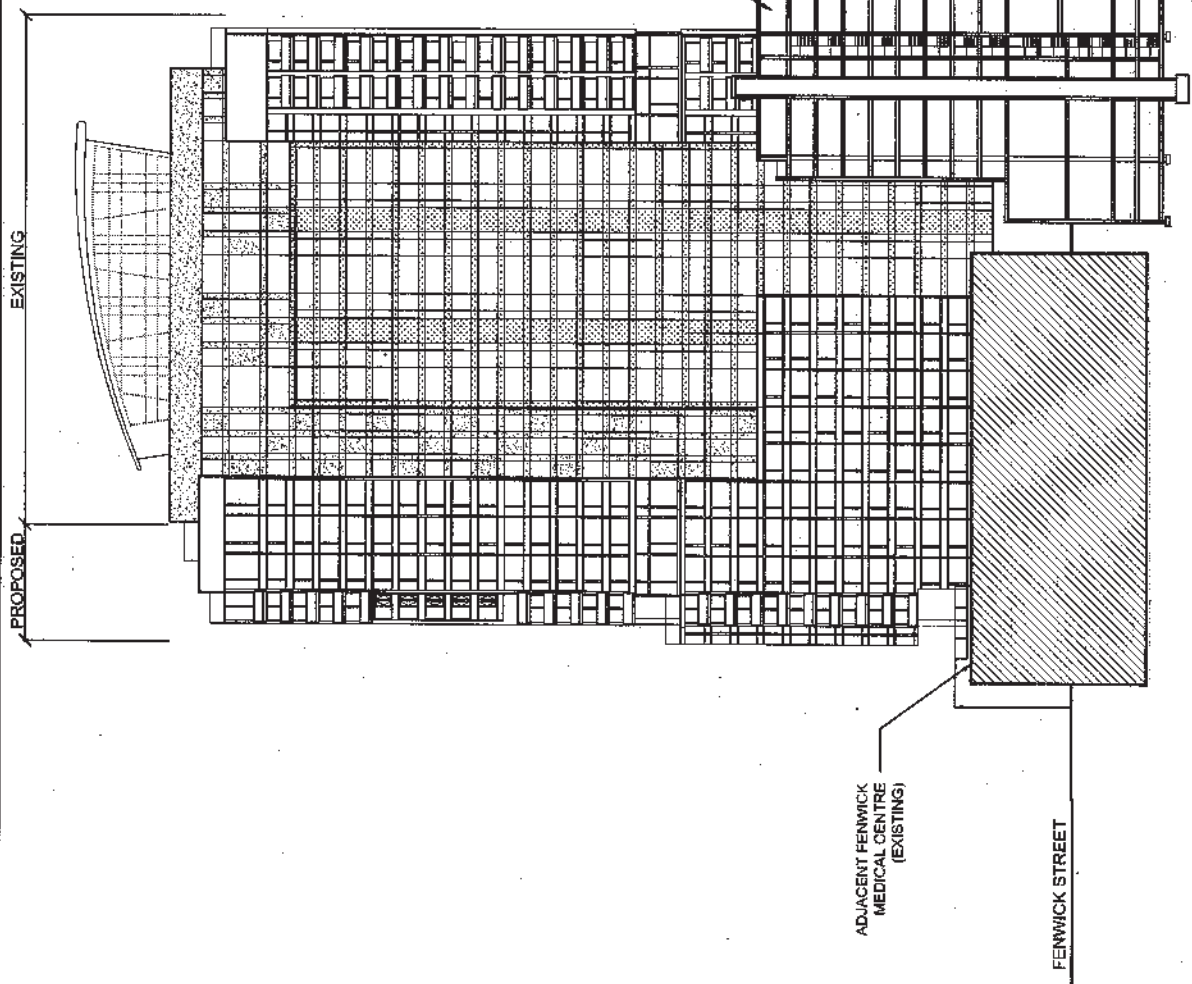 PROPOSED
EXISTING
ADJACENT FENWICK
MEDICAL CENTRE
(EXISTING)
FENWICK STREET